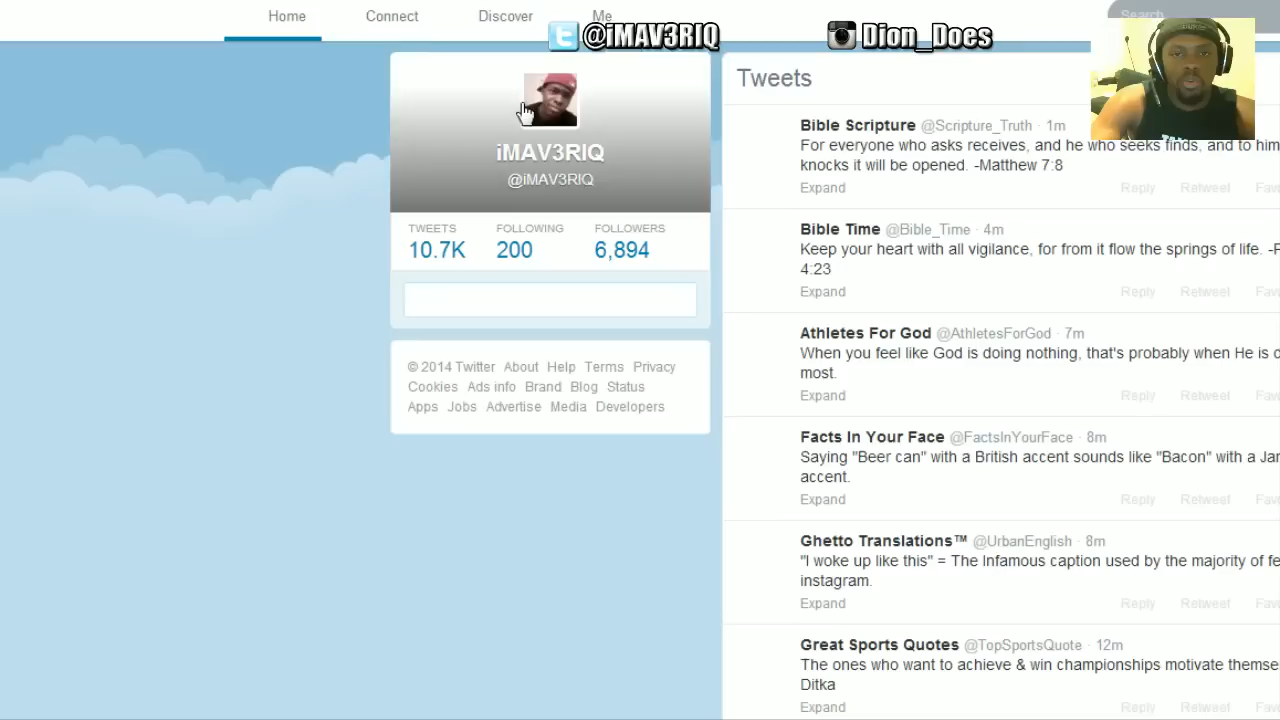 Home Connect Discover Me
Search
@iMAV3RIQ
Dion_Does
iMAV3RIQ
@iMAV3RIQ
TWEETS FOLLOWING FOLLOWERS
10.7K 200 6,894
© 2014 Twitter About Help Terms Privacy
Cookies Ads info Brand Blog Status
Apps Jobs Advertise Media Developers
Tweets
Bible Scripture @Scripture_Truth · 1m
For everyone who asks receives, and he who seeks finds, and to him
knocks it will be opened. -Matthew 7:8
Expand Reply Retweet
Bible Time @Bible_Time · 4m
Keep your heart with all vigilance, for from it flow the springs of life. -P
4:23
Expand Reply Retweet
Athletes For God @AthletesForGod · 7m
When you feel like God is doing nothing, that's probably when He is
most.
Expand Reply Retweet
Facts In Your Face @FactsInYourFace · 8m
Saying "Beer can" with a British accent sounds like "Bacon" with a
accent.
Expand Reply Retweet
Ghetto Translations™ @UrbanEnglish · 8m
"I woke up like this" = The Infamous caption used by the majority of
instagram.
Expand Reply Retweet
Great Sports Quotes @TopSportsQuote · 12m
The ones who want to achieve & win championships motivate
Ditka
Expand Reply Retweet